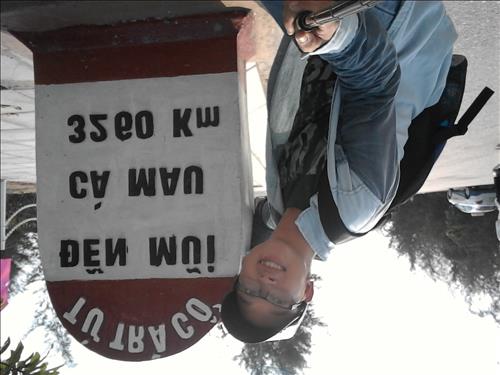 TỪ TRÀ CỔ
ĐẾN MŨI
CÀ MAU
3260 Km